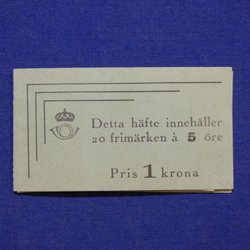 Detta häfte innehåller
20 frimärken à 5 öre
Pris 1 krona